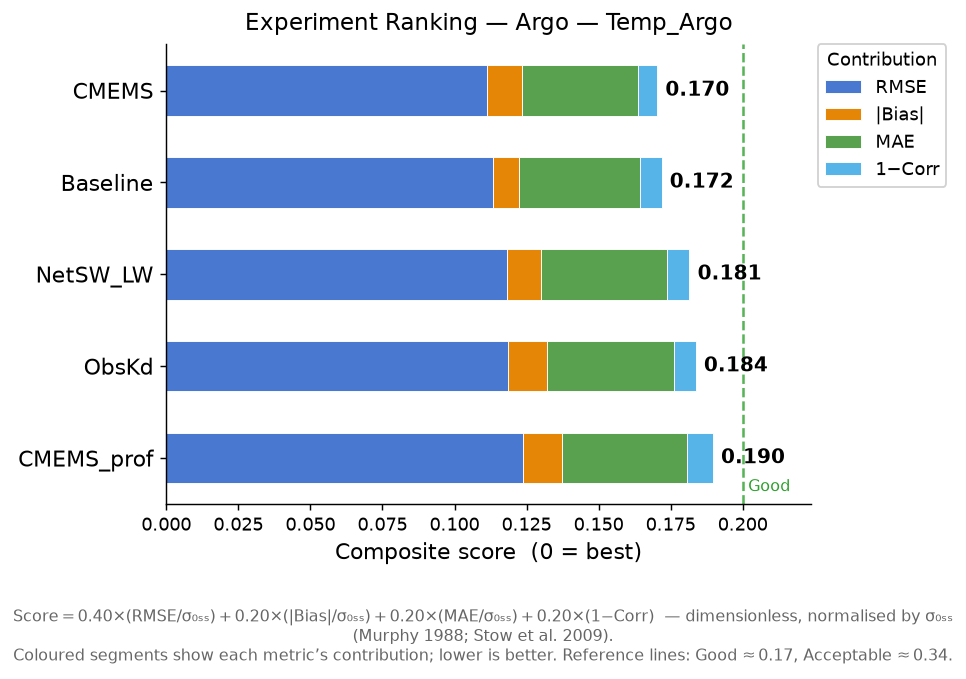 Experiment Ranking — Argo — Temp_Argo
Contribution
RMSE
|Bias|
MAE
1−Corr
CMEMS
0.170
Baseline
0.172
NetSW_LW
0.181
ObsKd
0.184
CMEMS_prof
0.190
Good
0.000 0.025 0.050 0.075 0.100 0.125 0.150 0.175 0.200
Composite score (0 = best)
Score = 0.40×(RMSE/σ₀ₛₛ) + 0.20×(|Bias|/σ₀ₛₛ) + 0.20×(MAE/σ₀ₛₛ) + 0.20×(1−Corr) — dimensionless, normalised by σ₀ₛₛ
(Murphy 1988; Stow et al. 2009).
Coloured segments show each metric’s contribution; lower is better. Reference lines: Good ≈ 0.17, Acceptable ≈ 0.34.